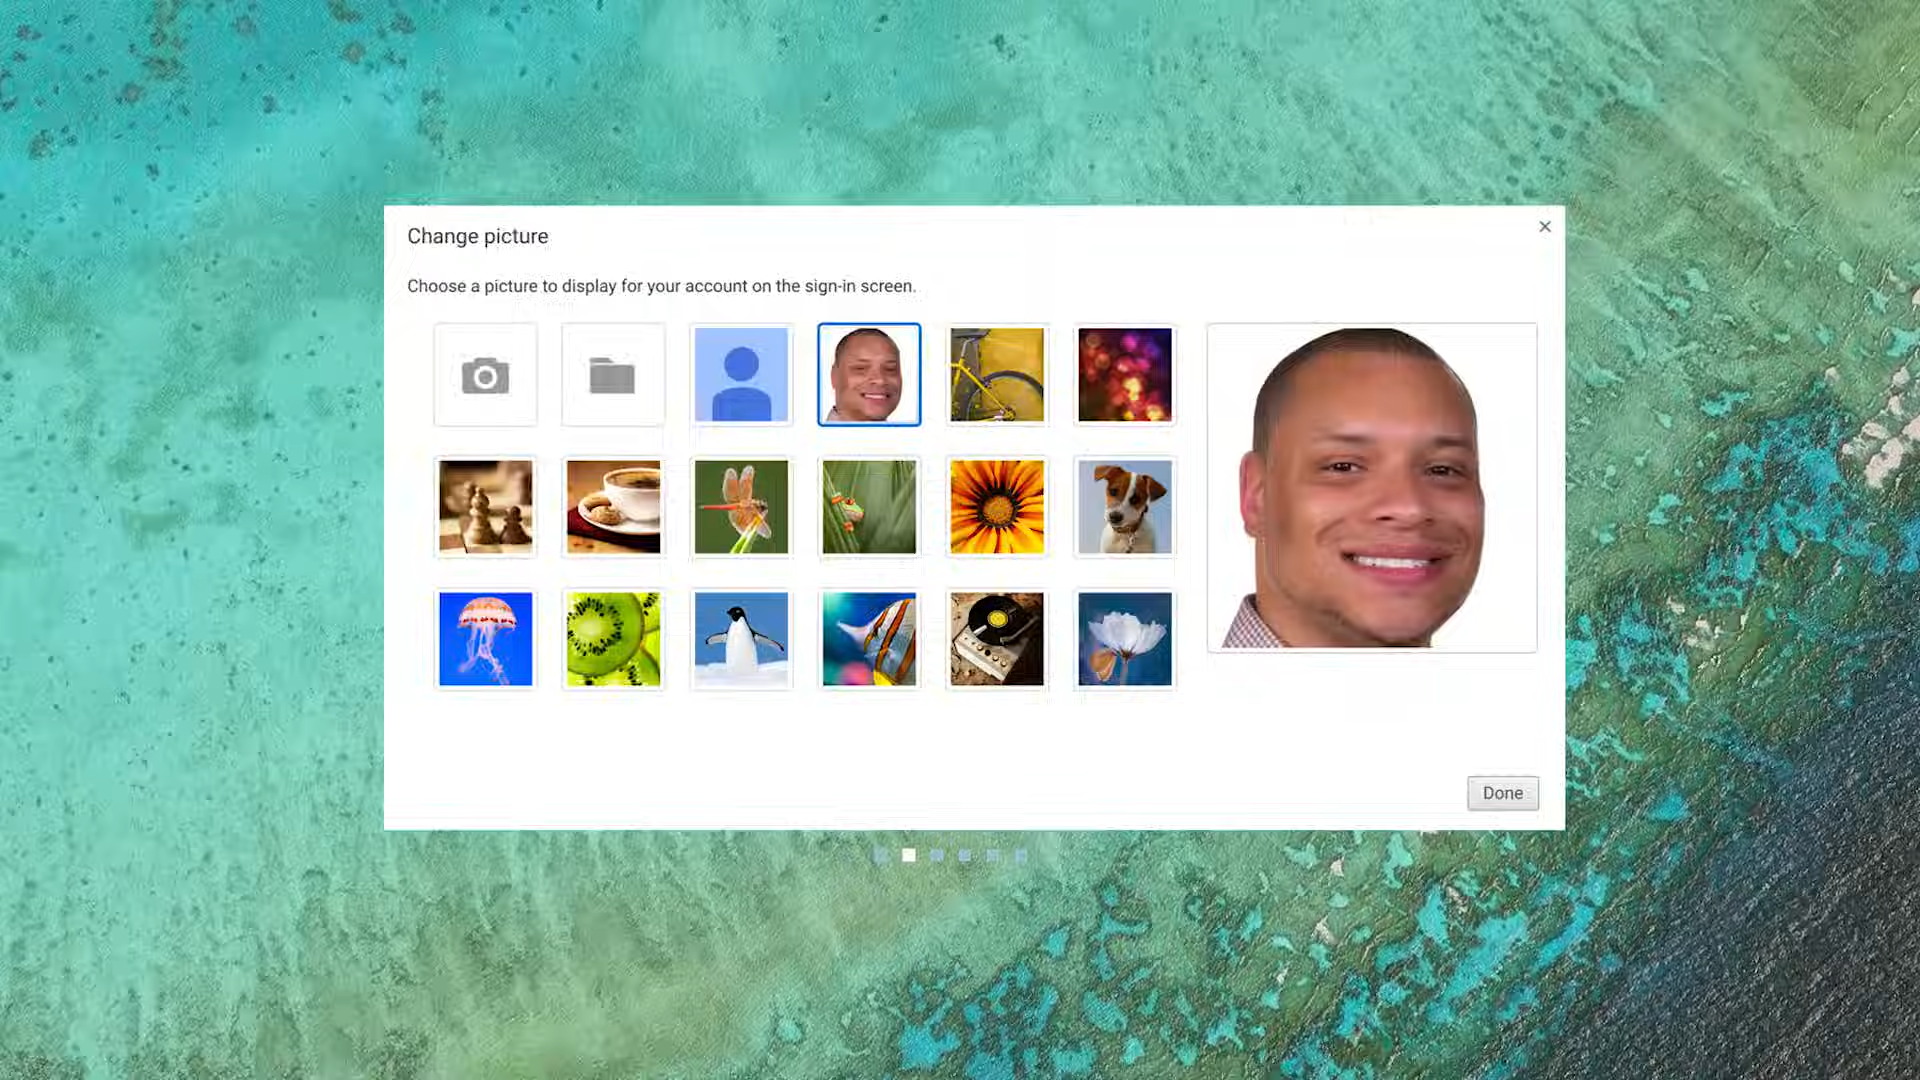 Change picture
Choose a picture to display for your account on the sign-in screen.
Done